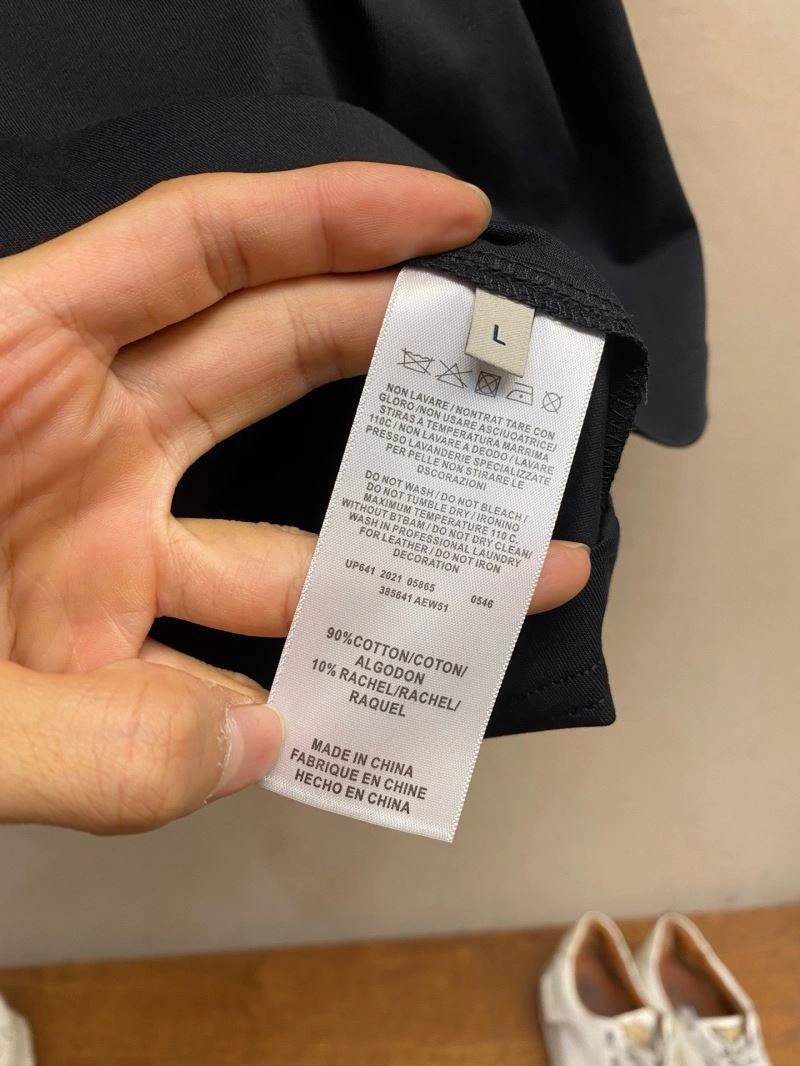 L
NON LAVARE / NONTRAT TARE CON
GLORO / NON USARE ASCIUOATRICE/
STIRAS À TEMPERATURA MARRIMA
110C / NON LAVARE À DEODO / LAVARE
PRESSO LAVANDERIE SPECIALIZZATE
PER PELLE NON STIRARE LE
DSCORAZIONI
DO NOT WASH / DO NOT BLEACH /
DO NOT TUMBLE DRY / IRONINO
MAXIMUM TEMPERATURE 110 C.
WITHOUT BTBAM / DO NOT DRY CLEAN/
WASH IN PROFESSIONAL LAUNDRY
FOR LEATHER / DO NOT IRON
DECORATION
UP641 2021 05865 0546
385641 AEW51
90%COTTON/COTON/
ALGODON
10% RACHEL/RACHEL/
RAQUEL
MADE IN CHINA
FABRIQUE EN CHINE
HECHO EN CHINA